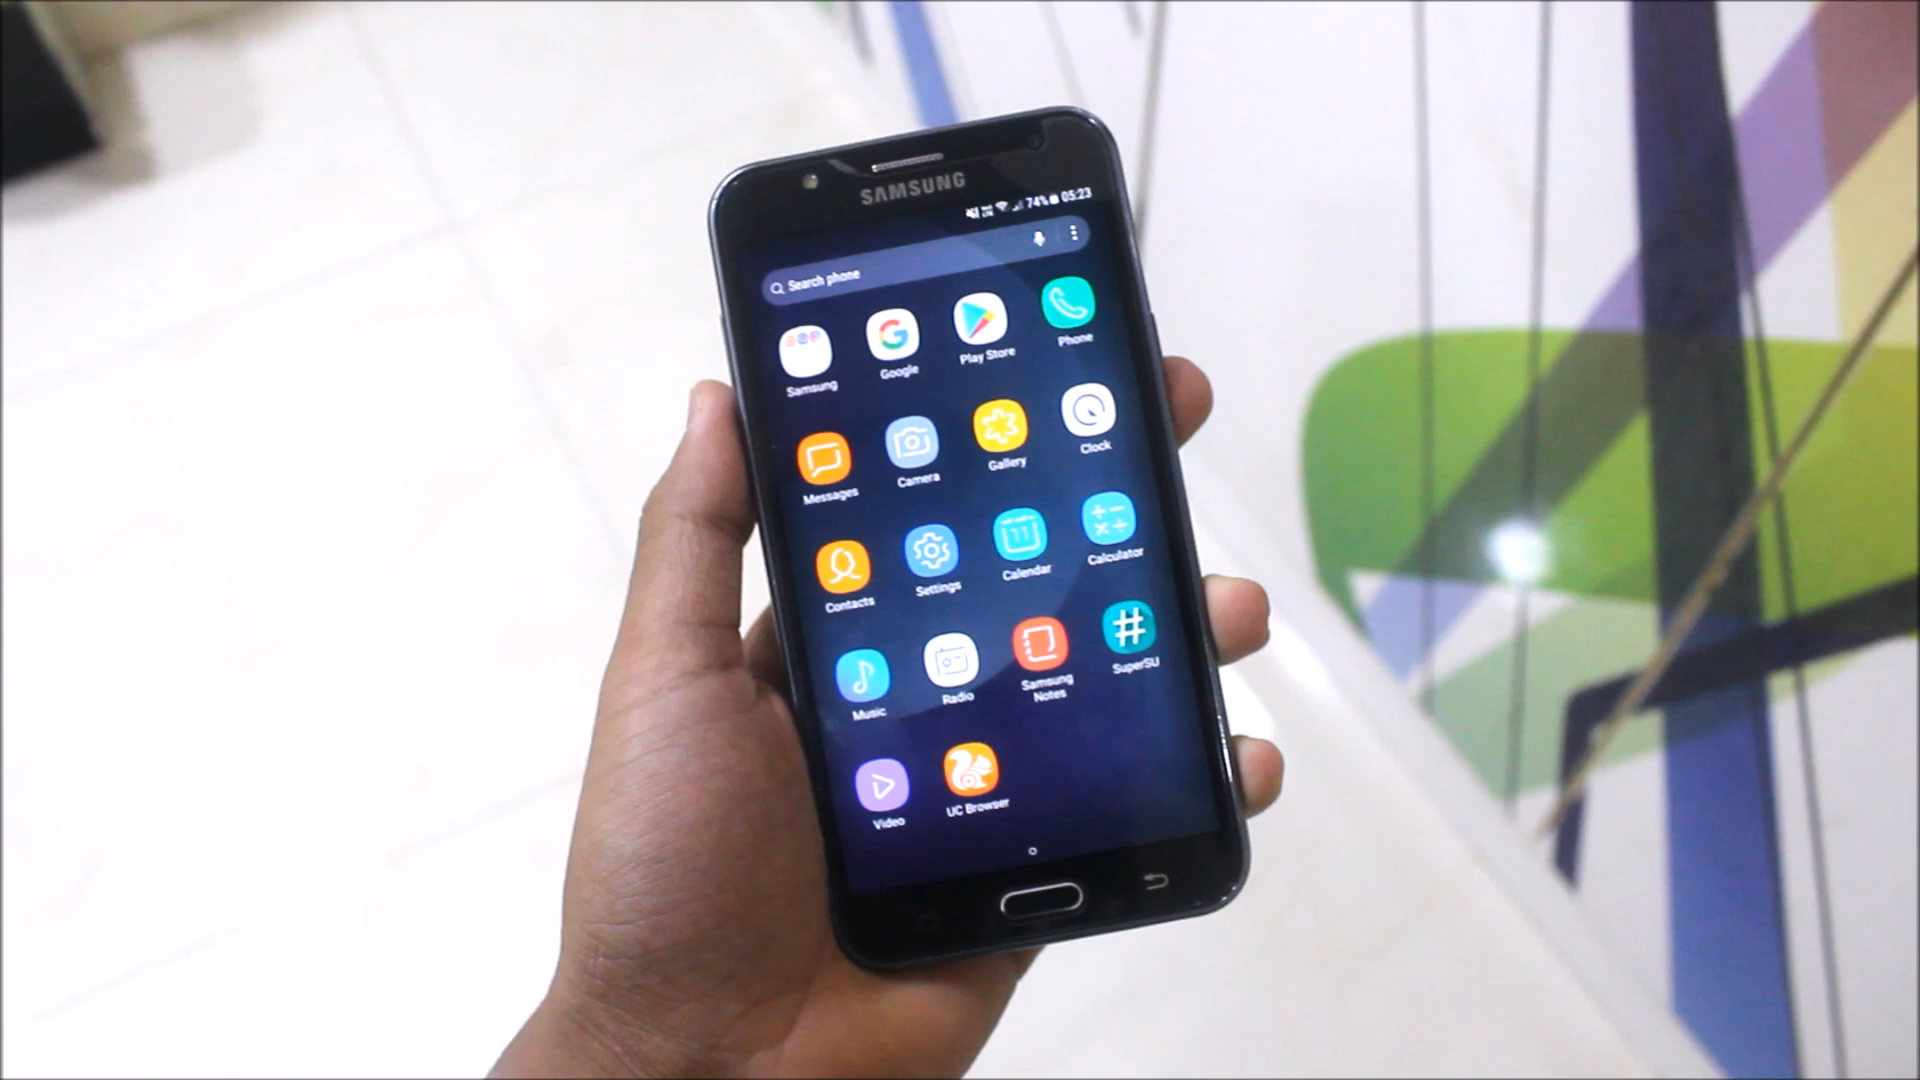 SAMSUNG
74% 05:23
Search phone
Samsung
Google
Play Store
Phone
Messages
Camera
Gallery
Clock
Contacts
Settings
11
Calendar
Calculator
Music
Radio
Samsung
Notes
#
SuperSU
Video
UC Browser